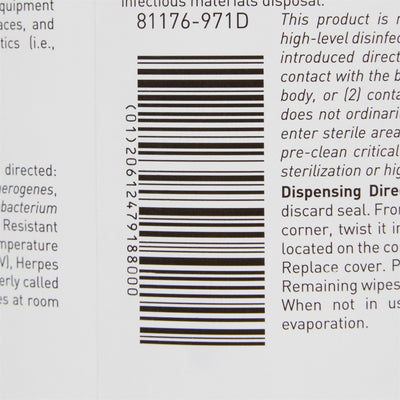 quipment
aces, and
tics (i.e.,
directed:
nerogenes,
bacterium
Resistant
mperature
V), Herpes
erly called
es at room
infectious materials disposal.
81176-971D
(01)20612479188000
This product is n
high-level disinfec
introduced direct
contact with the b
body, or (2) conta
does not ordinaril
enter sterile area
pre-clean critical
sterilization or hig
Dispensing Dire
discard seal. Fro
corner, twist it in
located on the co
Replace cover. P
Remaining wipes
When not in us
evaporation.